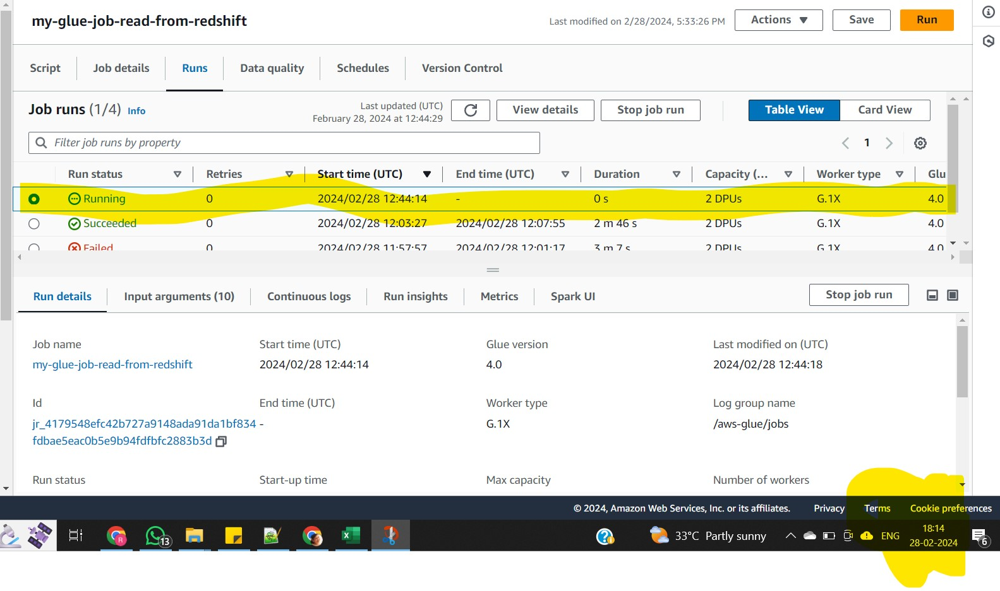 my-glue-job-read-from-redshift
Last modified on 2/28/2024, 5:33:26 PM
Actions
Save
Run
Script
Job details
Runs
Data quality
Schedules
Version Control
Job runs (1/4) Info
Last updated (UTC)
February 28, 2024 at 12:44:29
View details
Stop job run
Table View
Card View
Filter job runs by property
1
Run status Retries Start time (UTC) End time (UTC) Duration Capacity (... Worker type Glu
Running 0 2024/02/28 12:44:14 - 0 s 2 DPUs G.1X 4.0
Succeeded 0 2024/02/28 12:03:27 2024/02/28 12:07:55 2 m 46 s 2 DPUs G.1X 4.0
Failed 0 2024/02/28 11:57:57 2024/02/28 12:01:17 3 m 7 s 2 DPUs G.1X 4.0
Run details
Input arguments (10)
Continuous logs
Run insights
Metrics
Spark UI
Stop job run
Job name
my-glue-job-read-from-redshift
Start time (UTC)
2024/02/28 12:44:14
Glue version
4.0
Last modified on (UTC)
2024/02/28 12:44:18
Id
jr_4179548efc42b727a9148ada91da1bf834
fdbae5eac0b5e9b94fdfbfc2883b3d
End time (UTC)
-
Worker type
G.1X
Log group name
/aws-glue/jobs
Run status
Start-up time
Max capacity
Number of workers
© 2024, Amazon Web Services, Inc. or its affiliates.
Privacy
Terms
Cookie preferences
R
13
33°C Partly sunny
ENG
18:14
28-02-2024
6